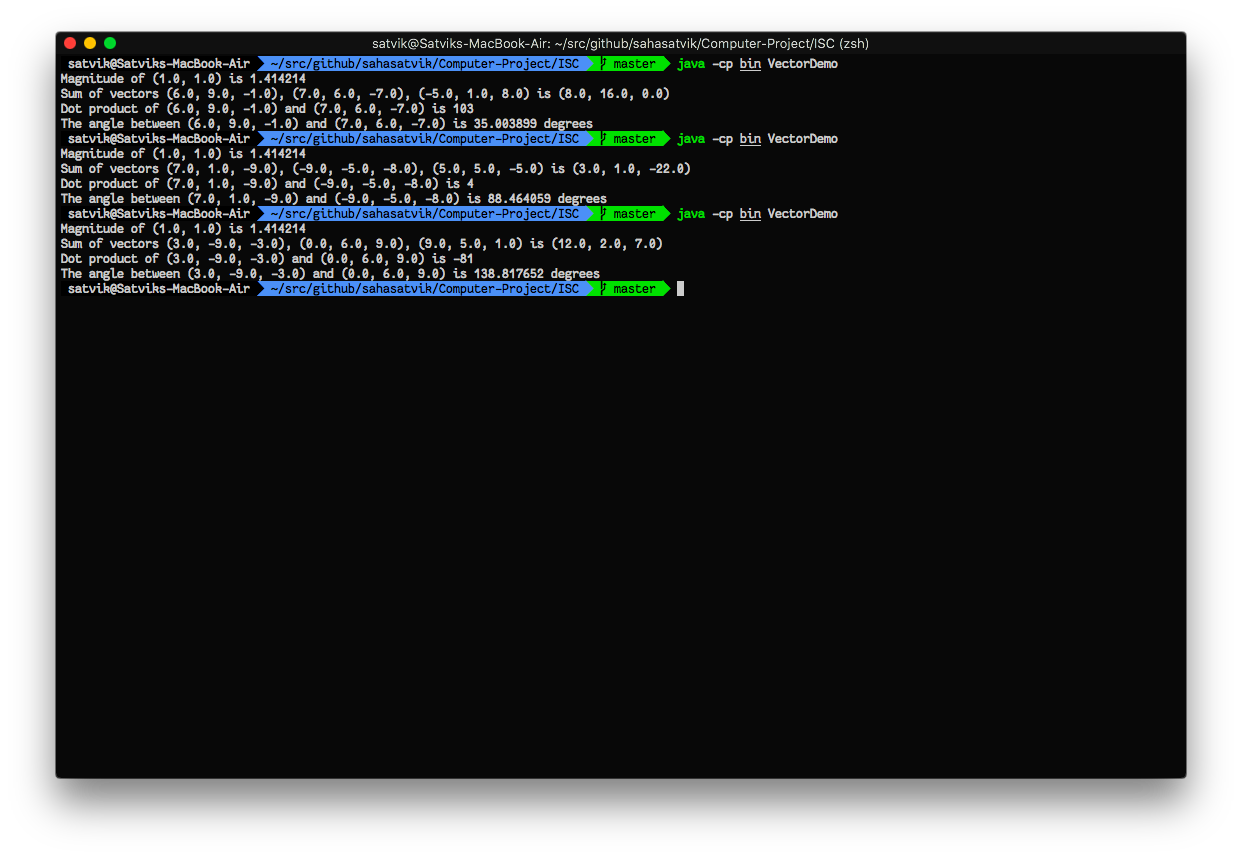 satvik@Satviks-MacBook-Air: ~/src/github/sahasatvik/Computer-Project/ISC (zsh)
satvik@Satviks-MacBook-Air ~/src/github/sahasatvik/Computer-Project/ISC master java -cp bin VectorDemo
Magnitude of (1.0, 1.0) is 1.414214
Sum of vectors (6.0, 9.0, -1.0), (7.0, 6.0, -7.0), (-5.0, 1.0, 8.0) is (8.0, 16.0, 0.0)
Dot product of (6.0, 9.0, -1.0) and (7.0, 6.0, -7.0) is 103
The angle between (6.0, 9.0, -1.0) and (7.0, 6.0, -7.0) is 35.003899 degrees
satvik@Satviks-MacBook-Air ~/src/github/sahasatvik/Computer-Project/ISC master java -cp bin VectorDemo
Magnitude of (1.0, 1.0) is 1.414214
Sum of vectors (7.0, 1.0, -9.0), (-9.0, -5.0, -8.0), (5.0, 5.0, -5.0) is (3.0, 1.0, -22.0)
Dot product of (7.0, 1.0, -9.0) and (-9.0, -5.0, -8.0) is 4
The angle between (7.0, 1.0, -9.0) and (-9.0, -5.0, -8.0) is 88.464059 degrees
satvik@Satviks-MacBook-Air ~/src/github/sahasatvik/Computer-Project/ISC master java -cp bin VectorDemo
Magnitude of (1.0, 1.0) is 1.414214
Sum of vectors (3.0, -9.0, -3.0), (0.0, 6.0, 9.0), (9.0, 5.0, 1.0) is (12.0, 2.0, 7.0)
Dot product of (3.0, -9.0, -3.0) and (0.0, 6.0, 9.0) is -81
The angle between (3.0, -9.0, -3.0) and (0.0, 6.0, 9.0) is 138.817652 degrees
satvik@Satviks-MacBook-Air ~/src/github/sahasatvik/Computer-Project/ISC master